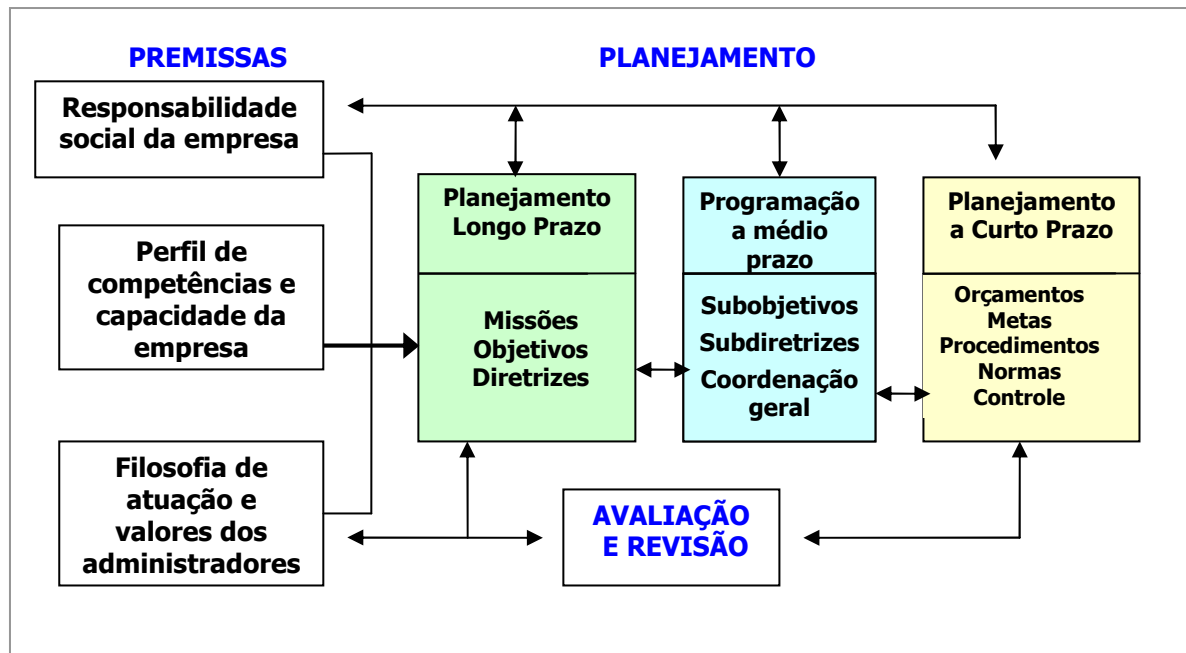 PREMISSAS
PLANEJAMENTO
Responsabilidade
social da empresa
Perfil de
competências e
capacidade da
empresa
Filosofia de
atuação e
valores dos
administradores
Planejamento
Longo Prazo
Missões
Objetivos
Diretrizes
Programação
a médio
prazo
Subobjetivos
Subdiretrizes
Coordenação
geral
Planejamento
a Curto Prazo
Orçamentos
Metas
Procedimentos
Normas
Controle
AVALIAÇÃO
E REVISÃO